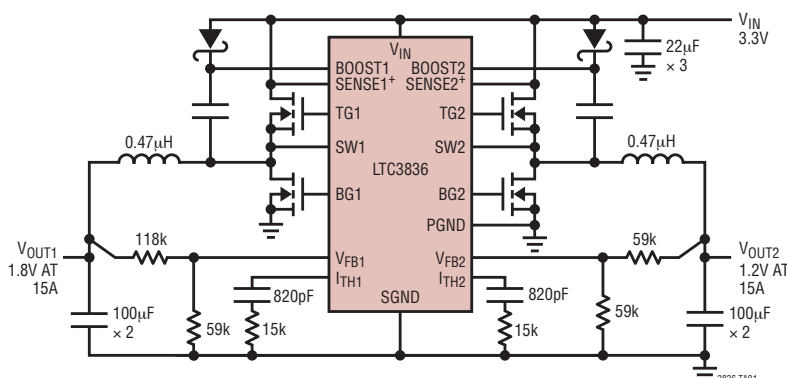 V_IN
3.3V
V_IN
22µF
× 3
BOOST1
BOOST2
SENSE1+
SENSE2+
TG1
TG2
0.47µH
0.47µH
SW1
SW2
LTC3836
BG1
BG2
PGND
118k
59k
V_OUT1
1.8V AT
15A
V_FB1
V_FB2
V_OUT2
1.2V AT
15A
I_TH1
I_TH2
820pF
SGND
820pF
100µF
× 2
59k
15k
15k
59k
100µF
× 2
3836 TA01